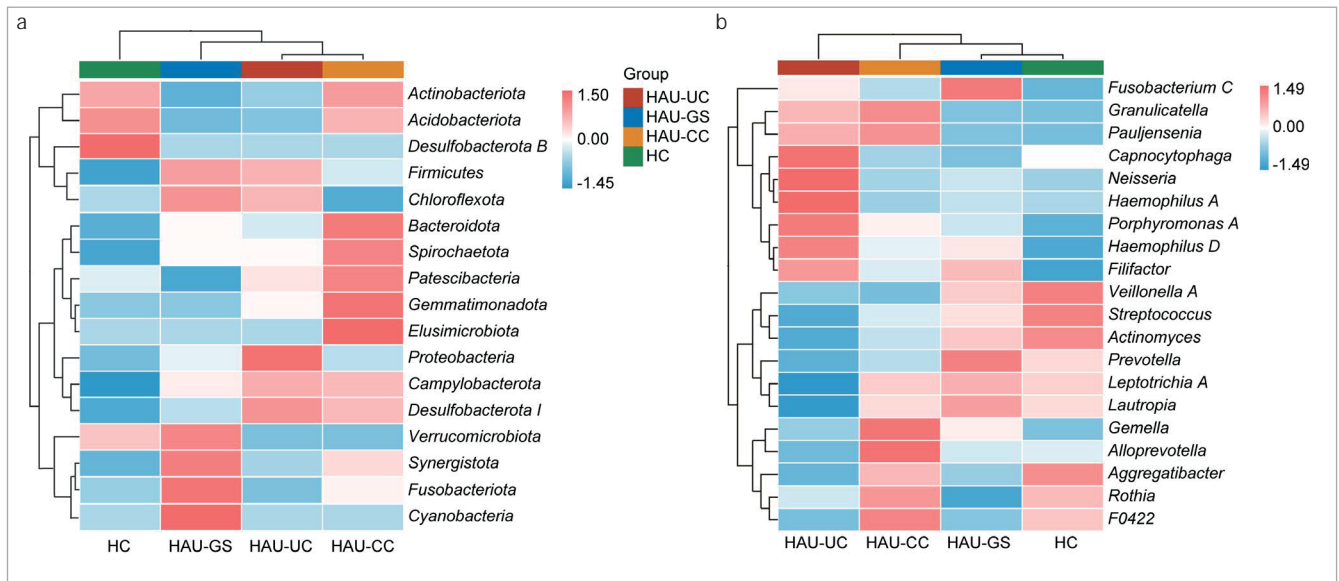 a
Actinobacteriota
Acidobacteriota
Desulfobacterota B
Firmicutes
Chloroflexota
Bacteroidota
Spirochaetota
Patescibacteria
Gemmatimonadota
Elusimicrobiota
Proteobacteria
Campylobacterota
Desulfobacterota I
Verrucomicrobiota
Synergistota
Fusobacteriota
Cyanobacteria
HC HAU-GS HAU-UC HAU-CC
1.50
0.00
-1.45
Group
HAU-UC
HAU-GS
HAU-CC
HC
b
Fusobacterium C
Granulicatella
Pauljensenia
Capnocytophaga
Neisseria
Haemophilus A
Porphyromonas A
Haemophilus D
Filifactor
Veillonella A
Streptococcus
Actinomyces
Prevotella
Leptotrichia A
Lautropia
Gemella
Alloprevotella
Aggregatibacter
Rothia
F0422
HAU-UC HAU-CC HAU-GS HC
1.49
0.00
-1.49